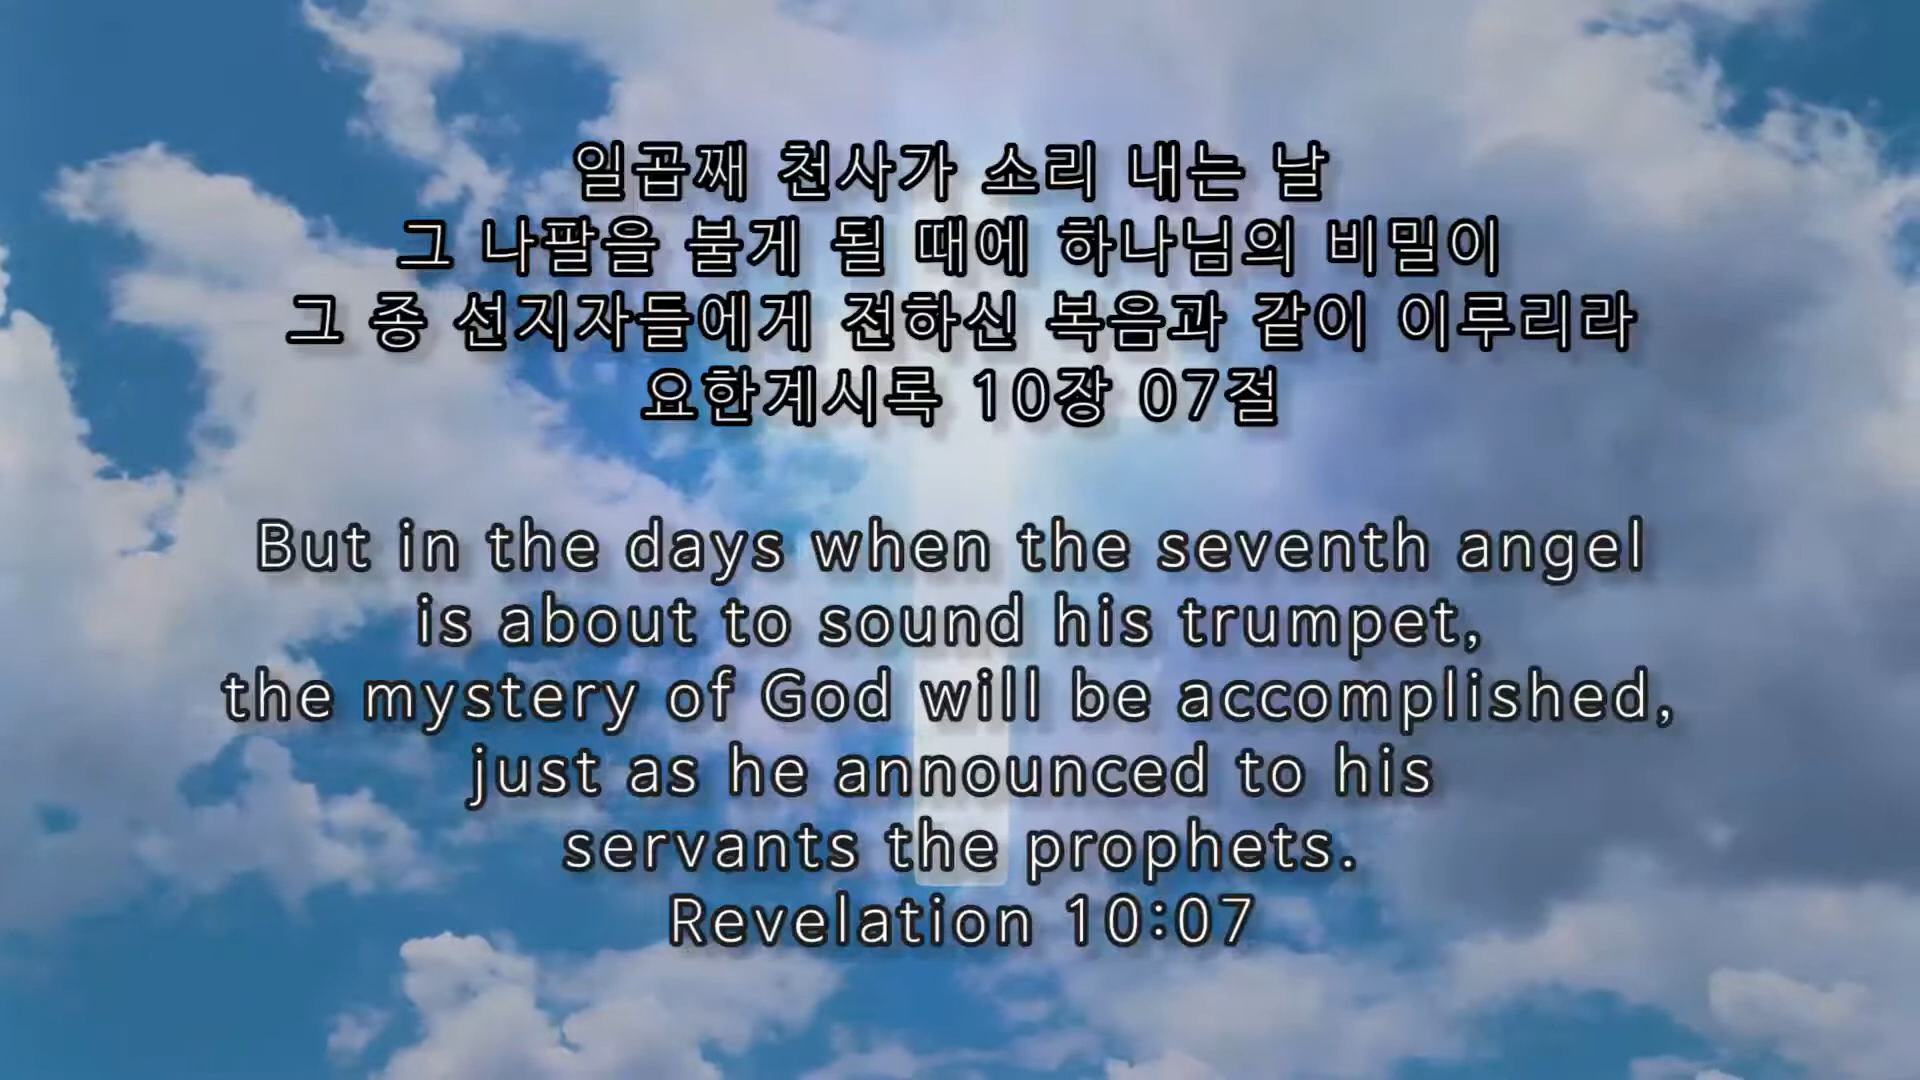 일곱째 천사가 소리 내는 날
그 나팔을 불게 될 때에 하나님의 비밀이
그 종 선지자들에게 전하신 복음과 같이 이루리라
요한계시록 10장 07절
But in the days when the seventh angel
is about to sound his trumpet,
the mystery of God will be accomplished,
just as he announced to his
servants the prophets.
Revelation 10:07